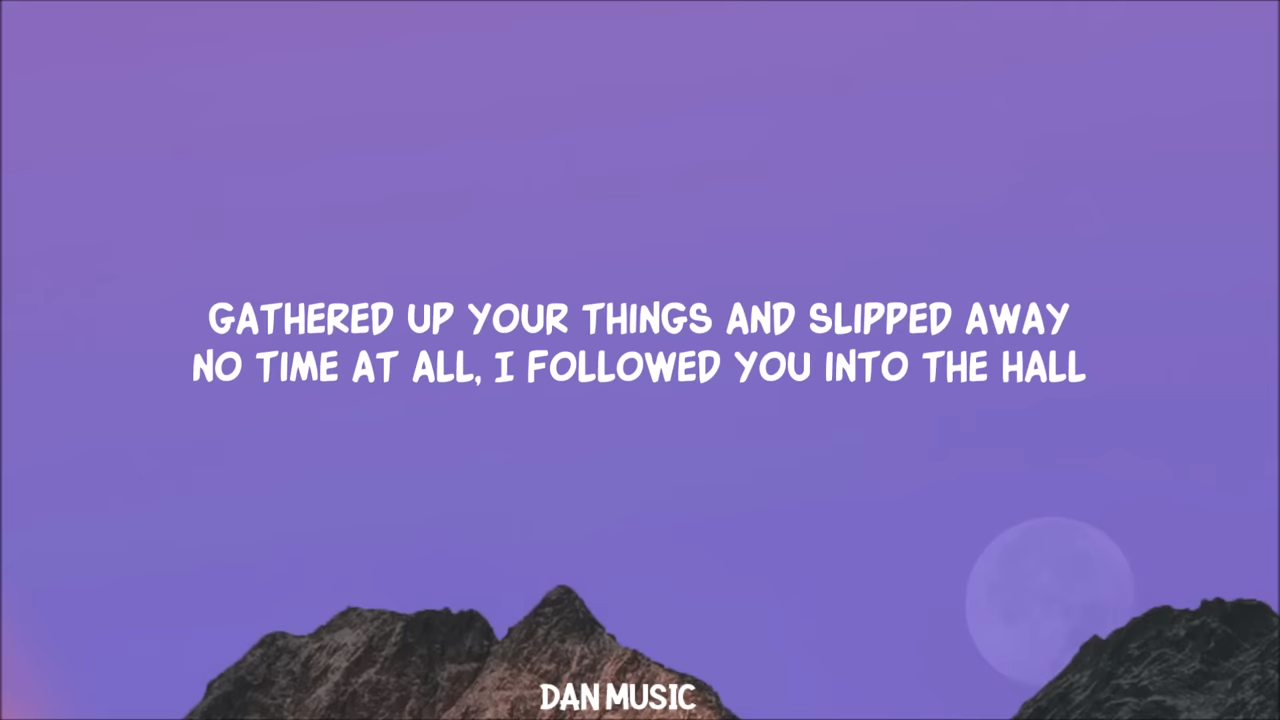 GATHERED UP YOUR THINGS AND SLIPPED AWAY
NO TIME AT ALL, I FOLLOWED YOU INTO THE HALL
DAN MUSIC